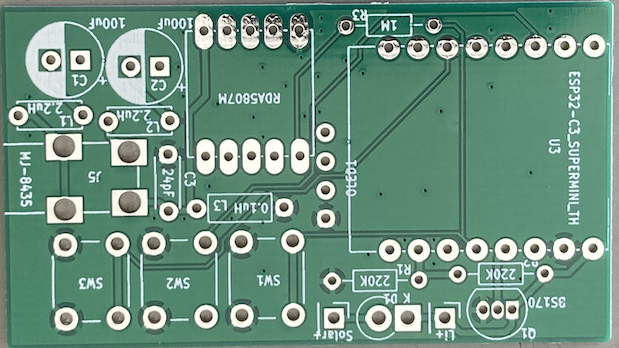 100uF
100uF
R3
1M
C1
+
C2
+
RDA5807M
ESP32-C3_SUPERMINI_TH
U3
2.2uH
L1
2.2uH
L2
MJ-8435
J5
24pF
C3
OLED1
0.1uH L3
SW3
SW2
SW1
R1
220K
R2
220K
BS170
Q1
K D1
Solar+
Li+